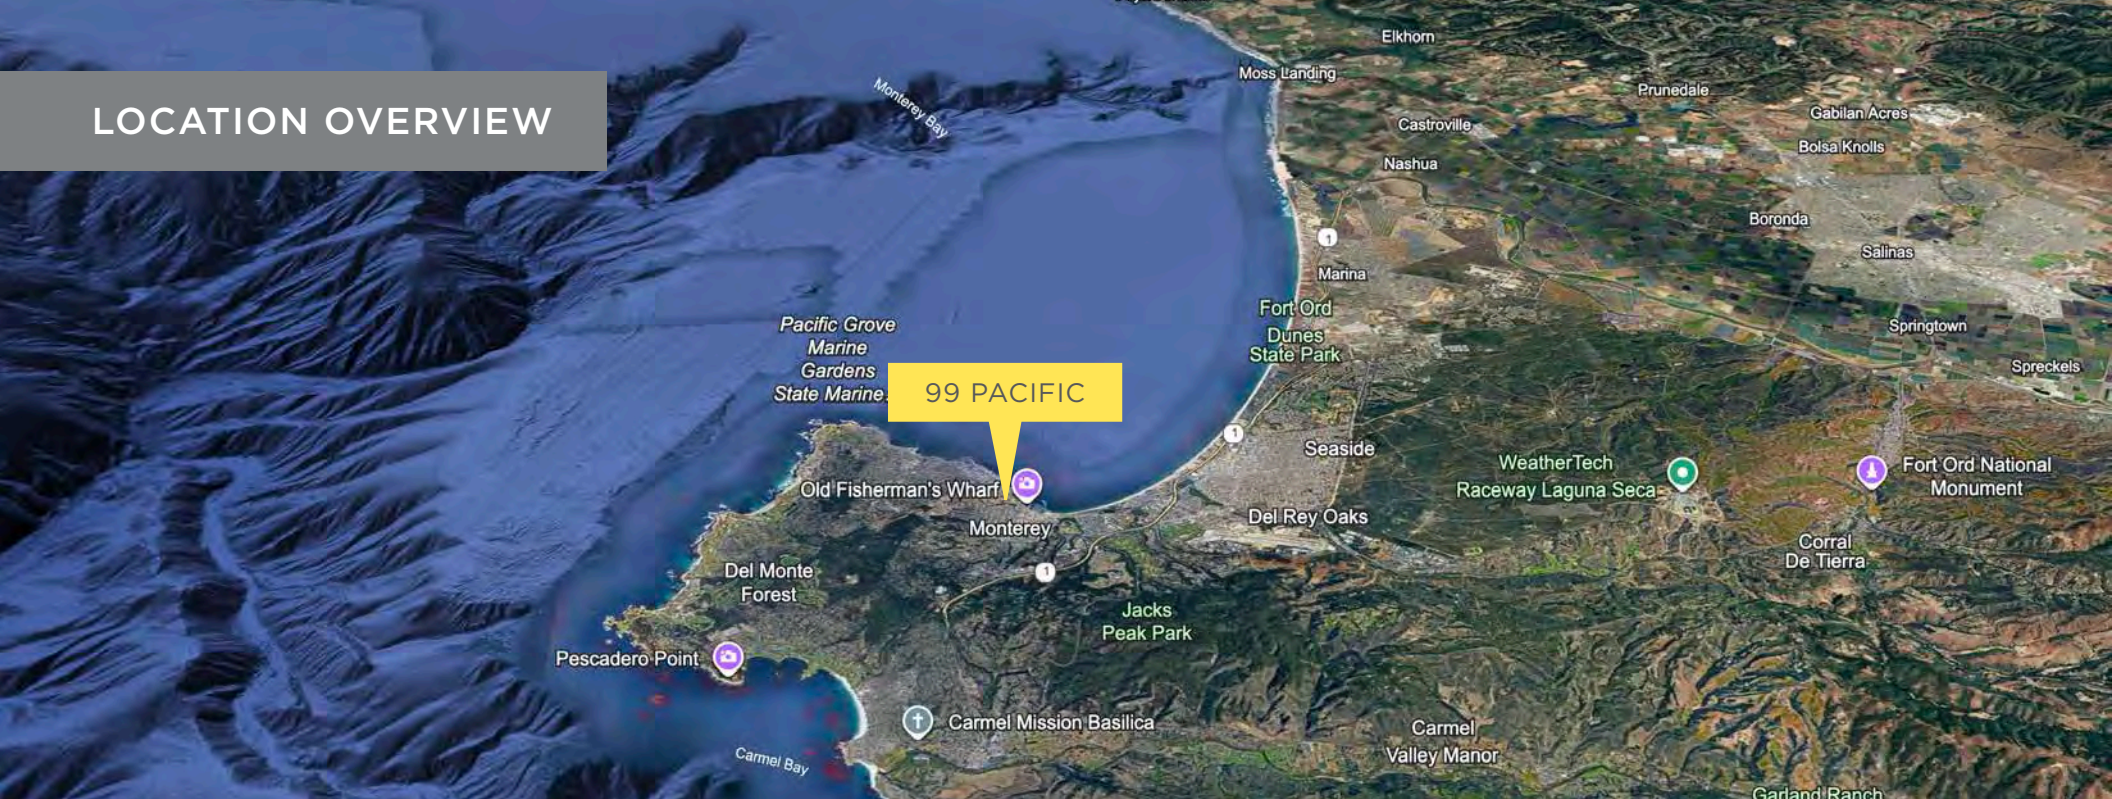 LOCATION OVERVIEW
Monterey Bay
Elkhorn
Moss Landing
Prunedale
Gabilan Acres
Castroville
Bolsa Knolls
Nashua
Boronda
1
Salinas
Marina
Fort Ord
Dunes
State Park
Pacific Grove
Marine
Gardens
State Marine
Springtown
Spreckels
99 PACIFIC
1
Seaside
WeatherTech
Raceway Laguna Seca
Fort Ord National
Monument
Old Fisherman's Wharf
Monterey
Del Rey Oaks
Corral
De Tierra
Del Monte
Forest
1
Jacks
Peak Park
Pescadero Point
Carmel Mission Basilica
Carmel
Valley Manor
Carmel Bay
Garland Ranch